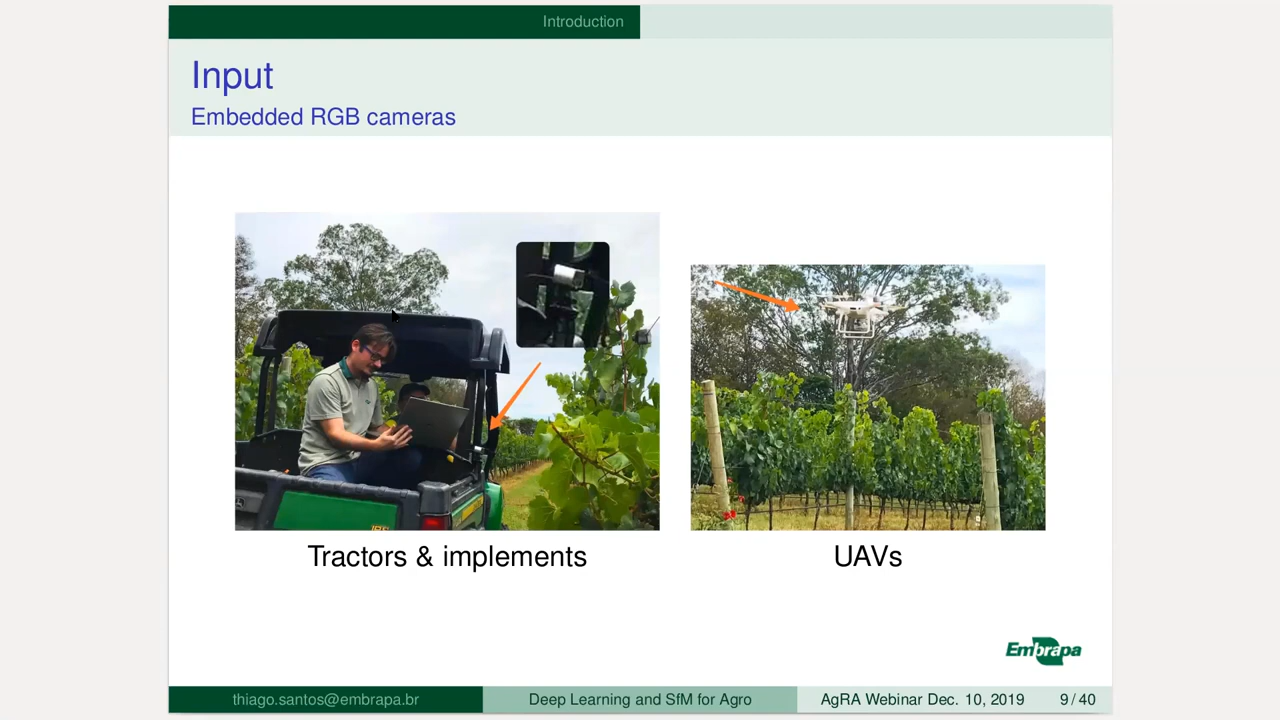 Introduction
Input
Embedded RGB cameras
Tractors & implements
UAVs
Embrapa
thiago.santos@embrapa.br
Deep Learning and SfM for Agro
AgRA Webinar Dec. 10, 2019
9 / 40